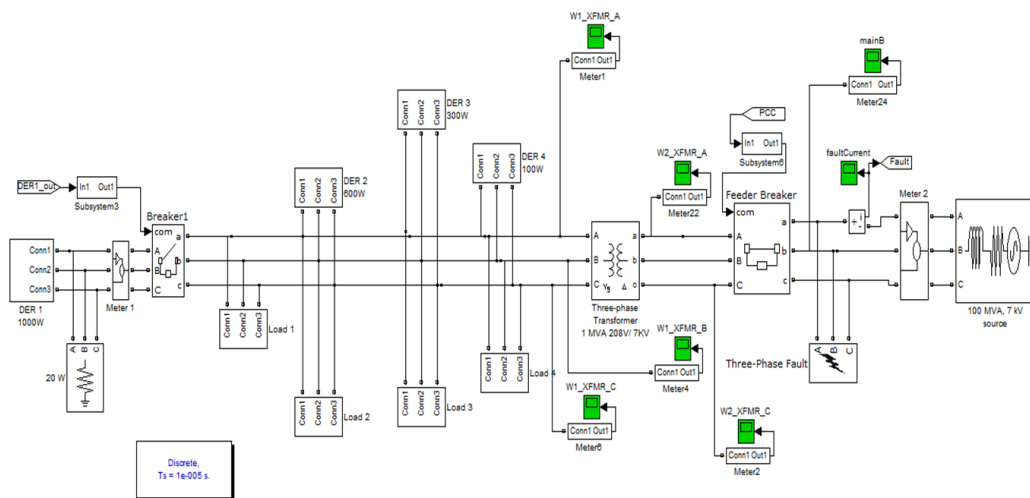 W1_XFMR_A
Conn1 Out1
Meter1
mainB
Conn1 Out1
Meter24
DER 3
300W
Conn1
Conn2
Conn3
PCC
In1 Out1
Subsystem6
faultCurrent
Fault
DER 4
100W
Conn1
Conn2
Conn3
W2_XFMR_A
Conn1 Out1
Meter22
DER 2
600W
Conn1
Conn2
Conn3
DER1_out
In1 Out1
Subsystem3
Breaker1
com
A
B
C
a
b
c
Feeder Breaker
com
A
B
C
a
b
c
i
+
-
Meter 2
A
B
C
100 MVA, 7 kV
source
Conn1
Conn2
Conn3
DER 1
1000W
Meter 1
A
B
C
a
b
c
Yg
Δ
Three-phase
Transformer
1 MVA 208V/ 7KV
Conn1
Conn2
Conn3
Load 1
A
B
C
20 W
Conn1
Conn2
Conn3
Load 4
W1_XFMR_B
Conn1 Out1
Meter4
A
B
C
Three-Phase Fault
Conn1
Conn2
Conn3
Load 2
Conn1
Conn2
Conn3
Load 3
W1_XFMR_C
Conn1 Out1
Meter6
W2_XFMR_C
Conn1 Out1
Meter2
Discrete,
Ts = 1e-005 s.